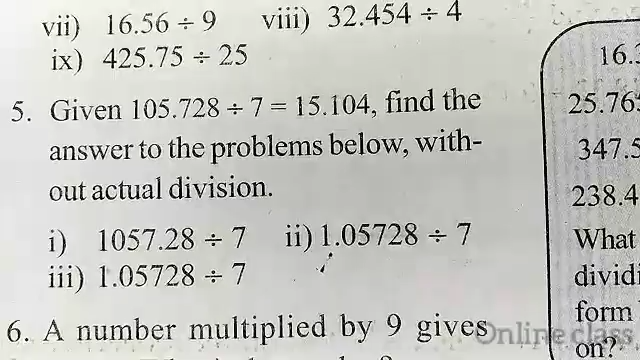 vii) 16.56 ÷ 9 viii) 32.454 ÷ 4
ix) 425.75 ÷ 25
5. Given 105.728 ÷ 7 = 15.104, find the
answer to the problems below, with-
out actual division.
i) 1057.28 ÷ 7 ii) 1.05728 ÷ 7
iii) 1.05728 ÷ 7
6. A number multiplied by 9 gives
16.
25.76
347.5
238.4
What
dividi
form
on?
Online class